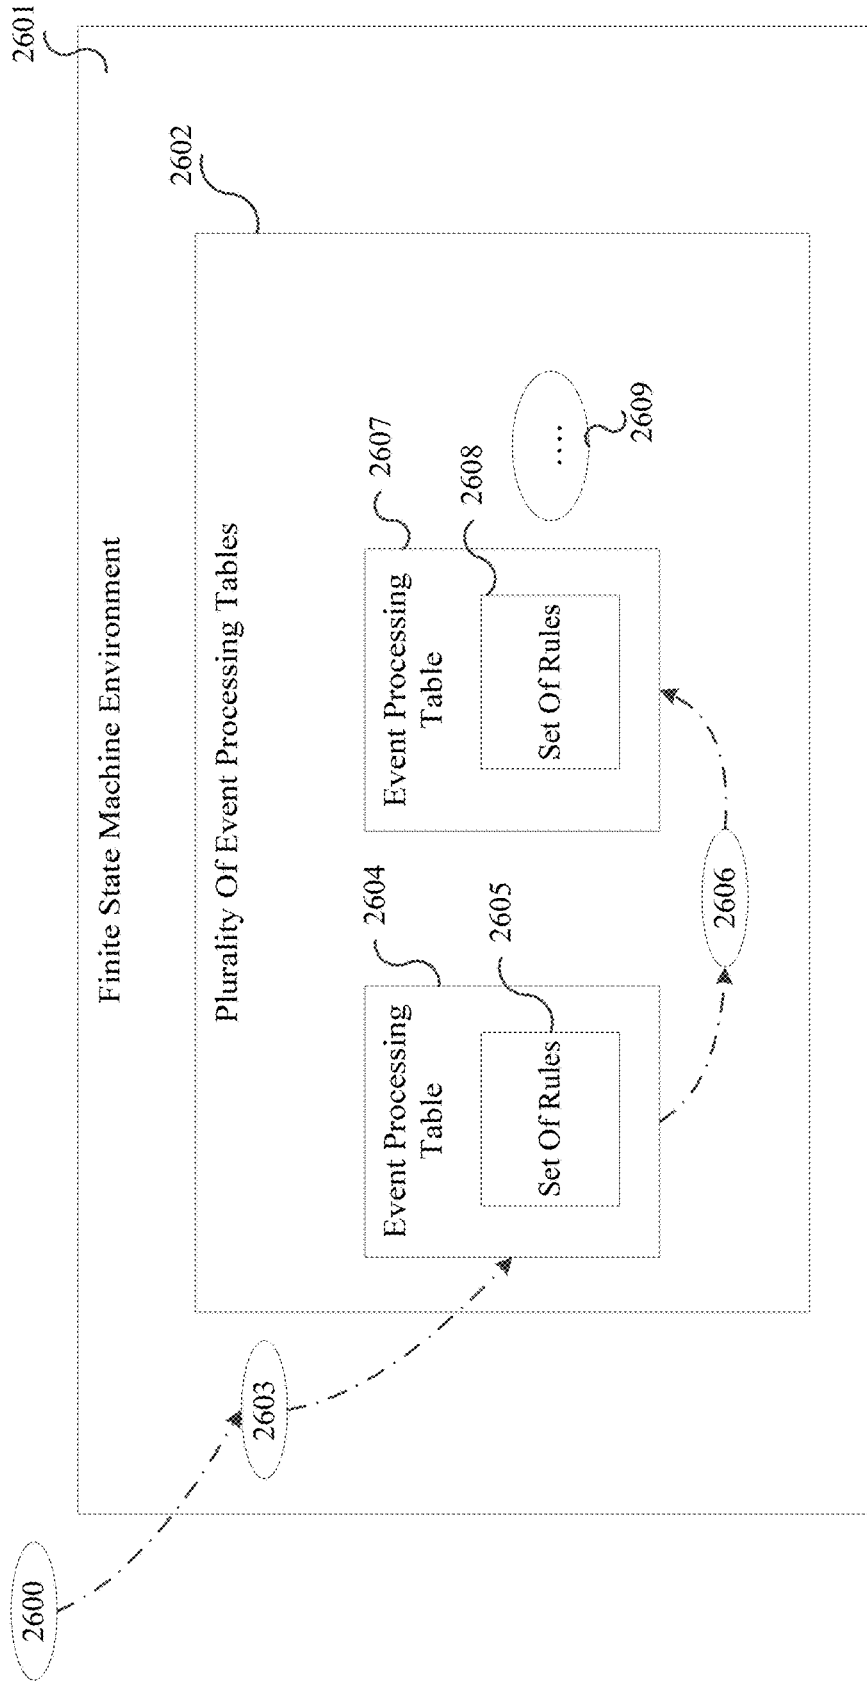 2601
Finite State Machine Environment
2602
Plurality Of Event Processing Tables
2600
2603
2604
Event Processing
Table
2605
Set Of Rules
2606
2607
Event Processing
Table
2608
Set Of Rules
....
2609